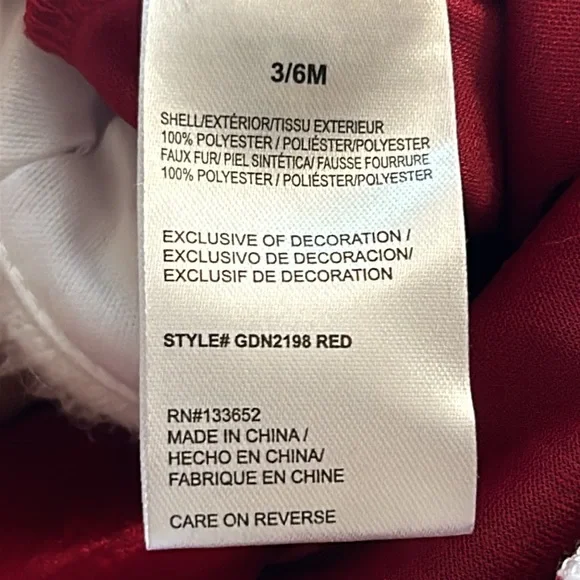 3/6M
SHELL/EXTÉRIOR/TISSU EXTERIEUR
100% POLYESTER / POLIÉSTER/POLYESTER
FAUX FUR/ PIEL SINTÉTICA/ FAUSSE FOURRURE
100% POLYESTER / POLIÉSTER/POLYESTER
EXCLUSIVE OF DECORATION /
EXCLUSIVO DE DECORACION/
EXCLUSIF DE DECORATION
STYLE# GDN2198 RED
RN#133652
MADE IN CHINA /
HECHO EN CHINA/
FABRIQUE EN CHINE
CARE ON REVERSE